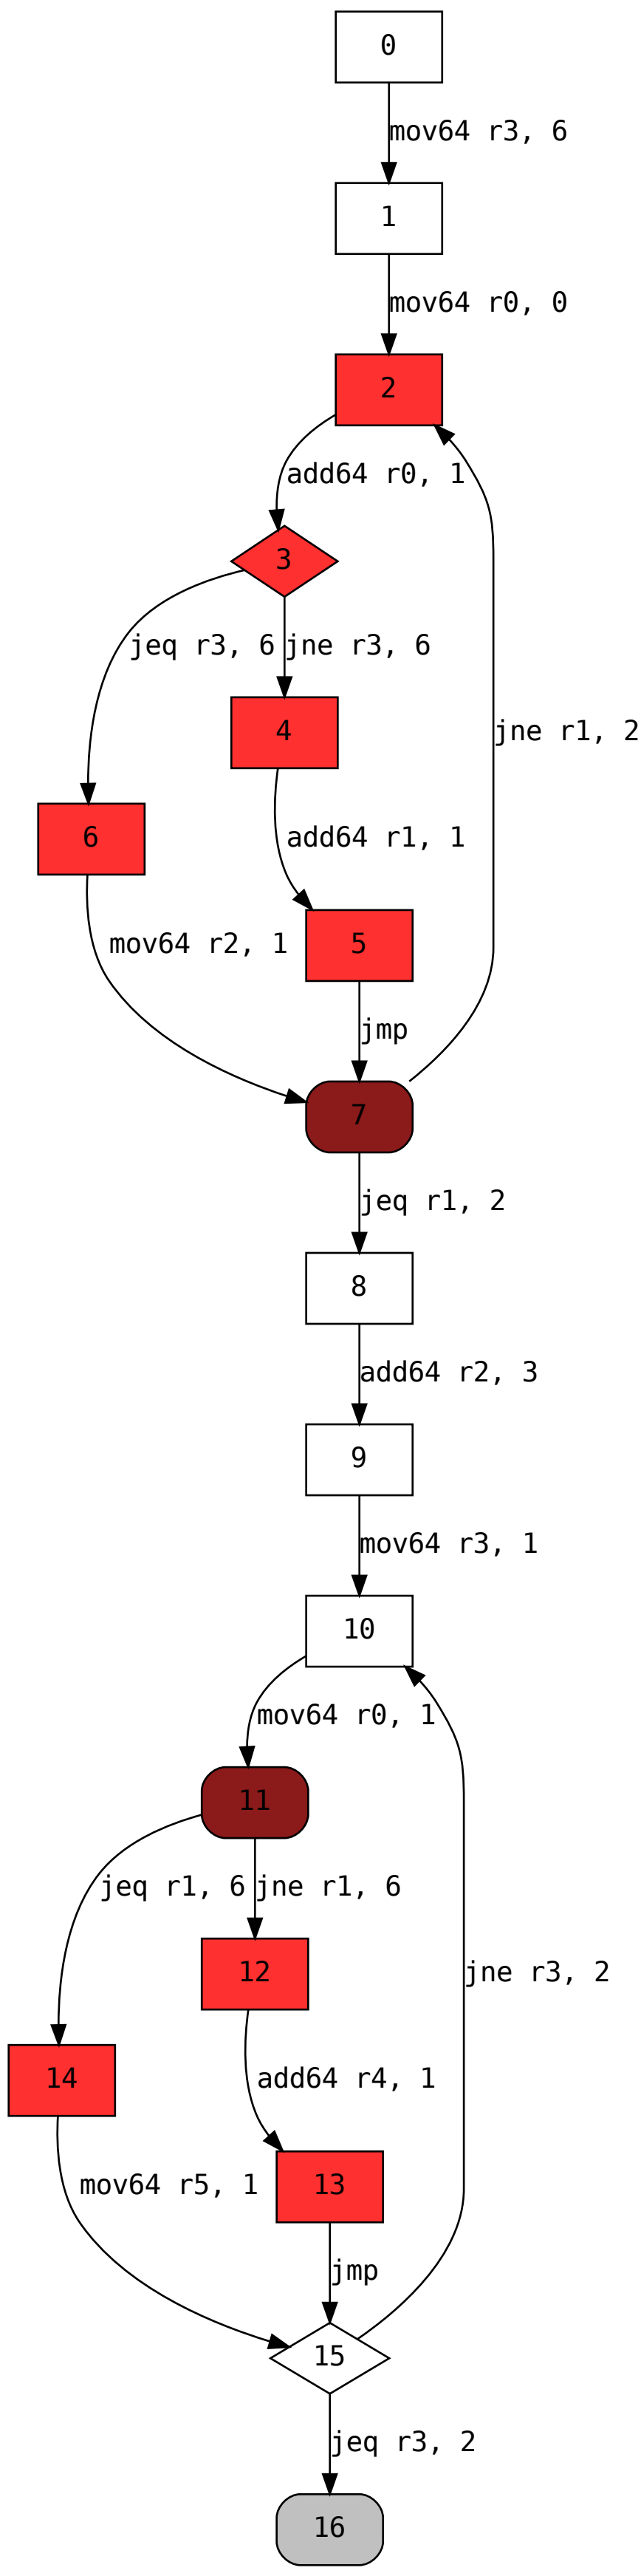 0
mov64 r3, 6
1
mov64 r0, 0
2
add64 r0, 1
3
jeq r3, 6
jne r3, 6
4
jne r1, 2
6
add64 r1, 1
mov64 r2, 1
5
jmp
7
jeq r1, 2
8
add64 r2, 3
9
mov64 r3, 1
10
mov64 r0, 1
11
jeq r1, 6
jne r1, 6
12
jne r3, 2
14
add64 r4, 1
mov64 r5, 1
13
jmp
15
jeq r3, 2
16